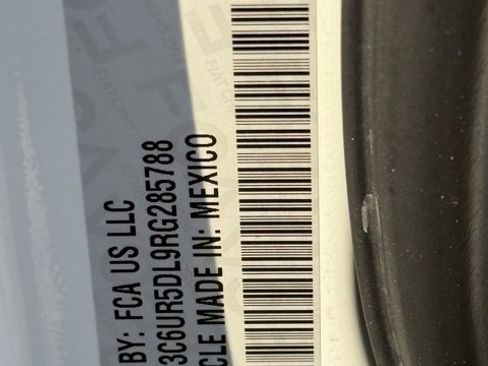 BY: FCA US LLC
3C6UR5DL9RG285788
CLE MADE IN: MEXICO